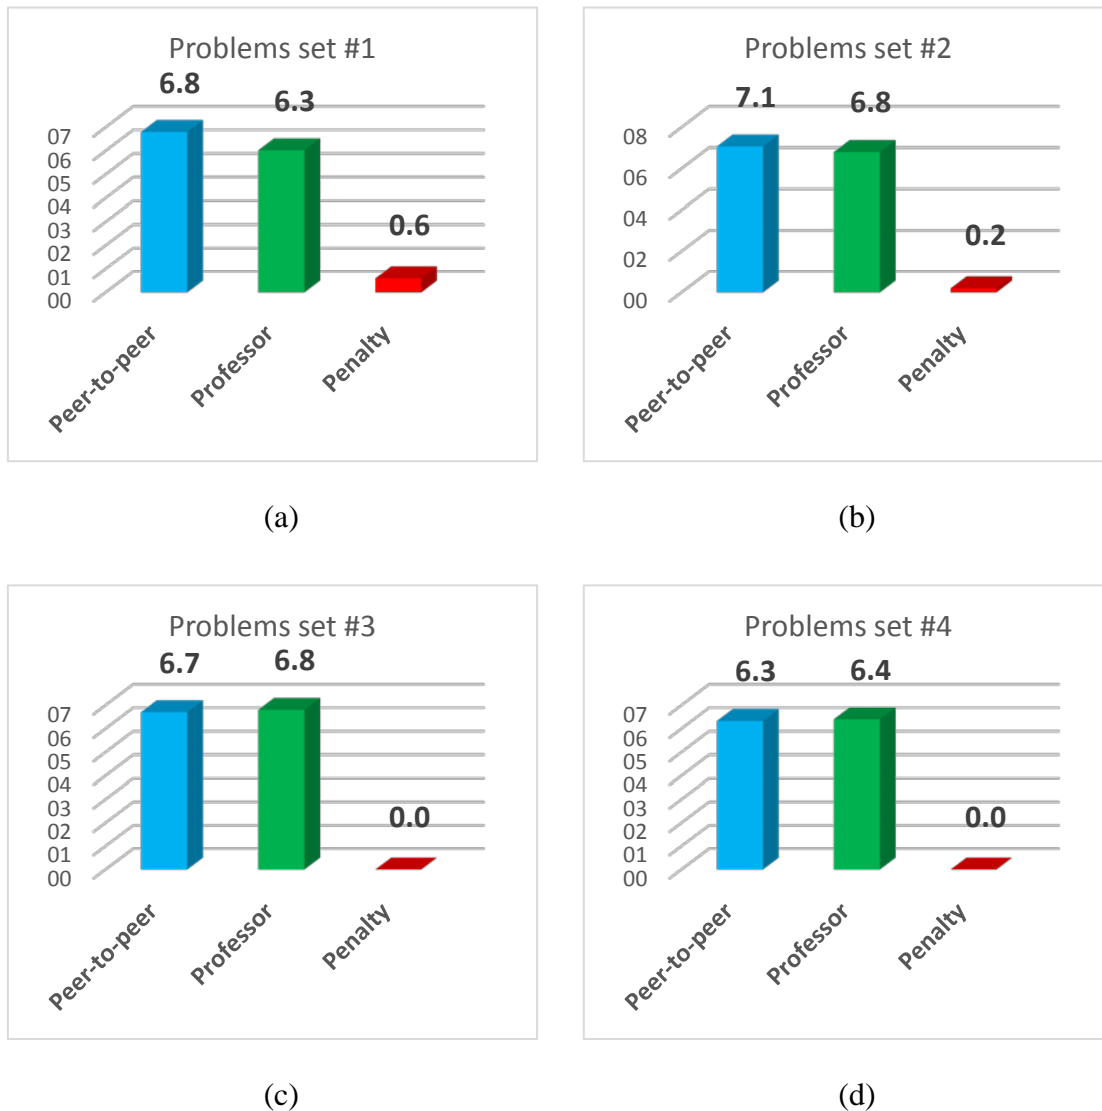 Problems set #1
6.8
6.3
0.6
07
06
05
04
03
02
01
00
Peer-to-peer
Professor
Penalty
(a)
Problems set #2
7.1
6.8
0.2
08
06
04
02
00
Peer-to-peer
Professor
Penalty
(b)
Problems set #3
6.7
6.8
0.0
07
06
05
04
03
02
01
00
Peer-to-peer
Professor
Penalty
(c)
Problems set #4
6.3
6.4
0.0
07
06
05
04
03
02
01
00
Peer-to-peer
Professor
Penalty
(d)